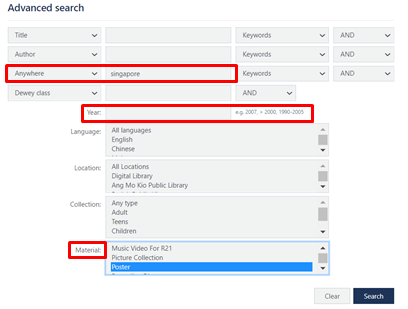 Advanced search
Title Keywords AND
Author Keywords AND
Anywhere singapore Keywords AND
Dewey class AND
Year: e.g. 2007, > 2000, 1990-2005
Language: All languages
English
Chinese
Location: All Locations
Digital Library
Ang Mo Kio Public Library
Collection: Any type
Adult
Teens
Children
Material: Music Video For R21
Picture Collection
Poster
Clear Search